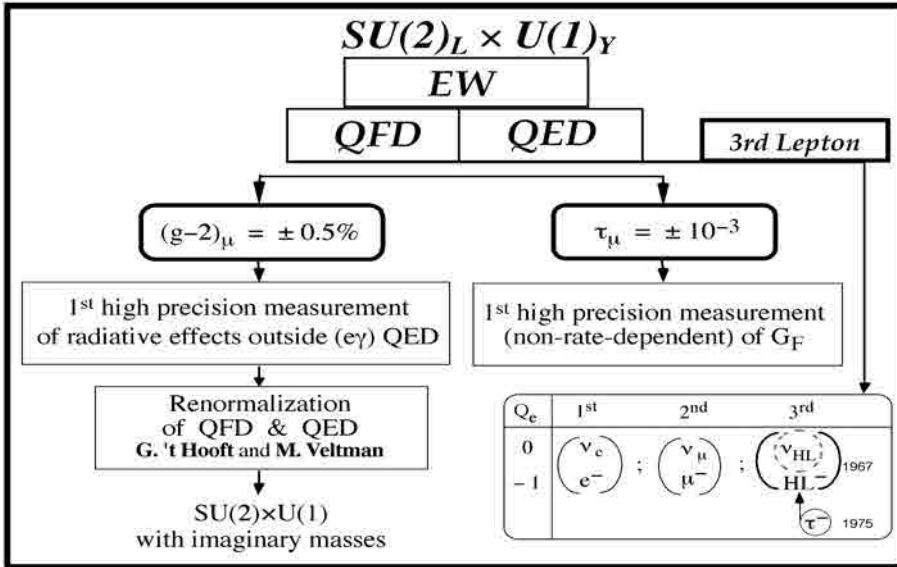 SU(2)L × U(1)Y
EW
QFD QED
3rd Lepton
(g−2)μ = ± 0.5%
τμ = ± 10-3
1st high precision measurement
of radiative effects outside (eγ) QED
1st high precision measurement
(non-rate-dependent) of GF
Renormalization
of QFD & QED
G. 't Hooft and M. Veltman
SU(2)×U(1)
with imaginary masses
Qe 1st 2nd 3rd
0 νe ; νμ ; νHL 1967
− 1 e− μ− HL−
τ− 1975